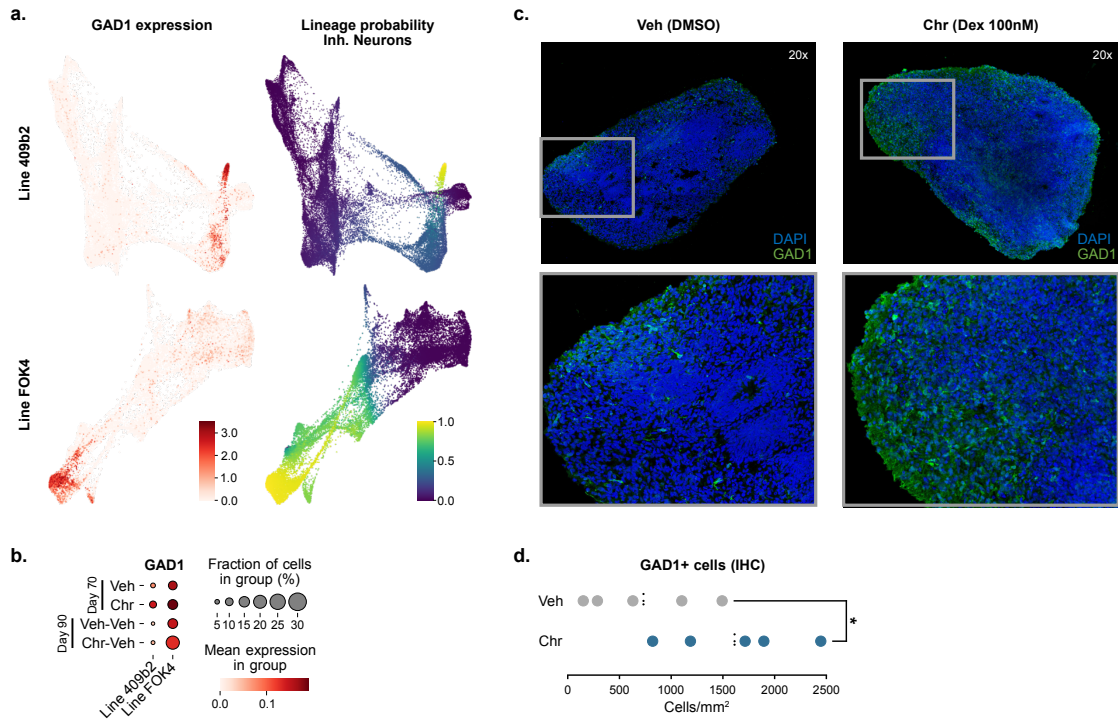 a.
GAD1 expression
Lineage probability
Inh. Neurons
Line 409b2
Line FOK4
3.0
2.0
1.0
0.0
1.0
0.5
0.0
b.
GAD1
Day 70
Veh
Chr
Day 90
Veh-Veh
Chr-Veh
Line 409b2
Line FOK4
Fraction of cells
in group (%)
5 10 15 20 25 30
Mean expression
in group
0.0 0.1
c.
Veh (DMSO)
Chr (Dex 100nM)
20x
20x
DAPI
GAD1
DAPI
GAD1
d.
GAD1+ cells (IHC)
Veh
Chr
*
0 500 1000 1500 2000 2500
Cells/mm²